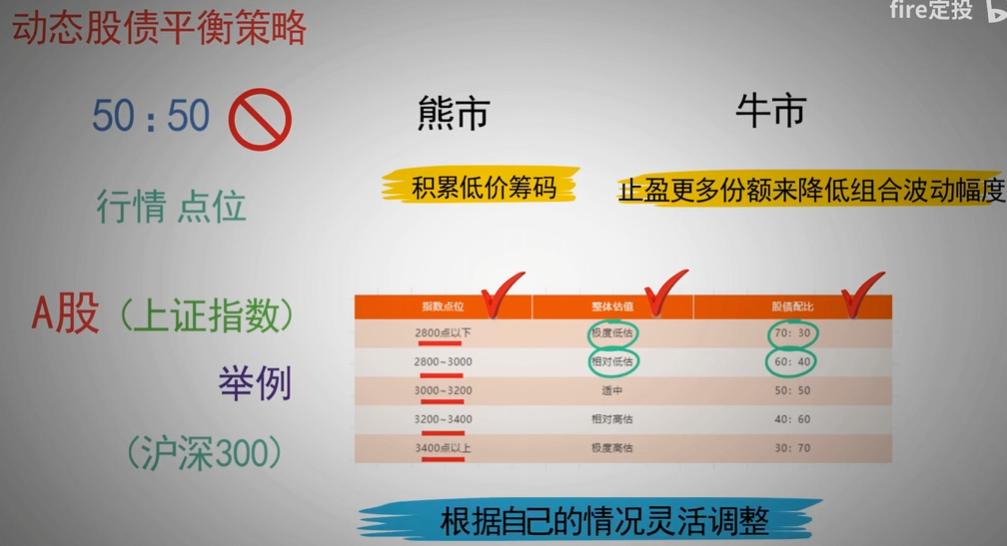 动态股债平衡策略
fire定投
50:50
熊市
牛市
积累低价筹码
止盈更多份额来降低组合波动幅度
行情 点位
A股(上证指数)
举例
(沪深300)
指数点位 整体估值 股债配比
2800点以下 极度低估 70: 30
2800~3000 相对低估 60: 40
3000~3200 适中 50: 50
3200~3400 相对高估 40: 60
3400点以上 极度高估 30: 70
根据自己的情况灵活调整